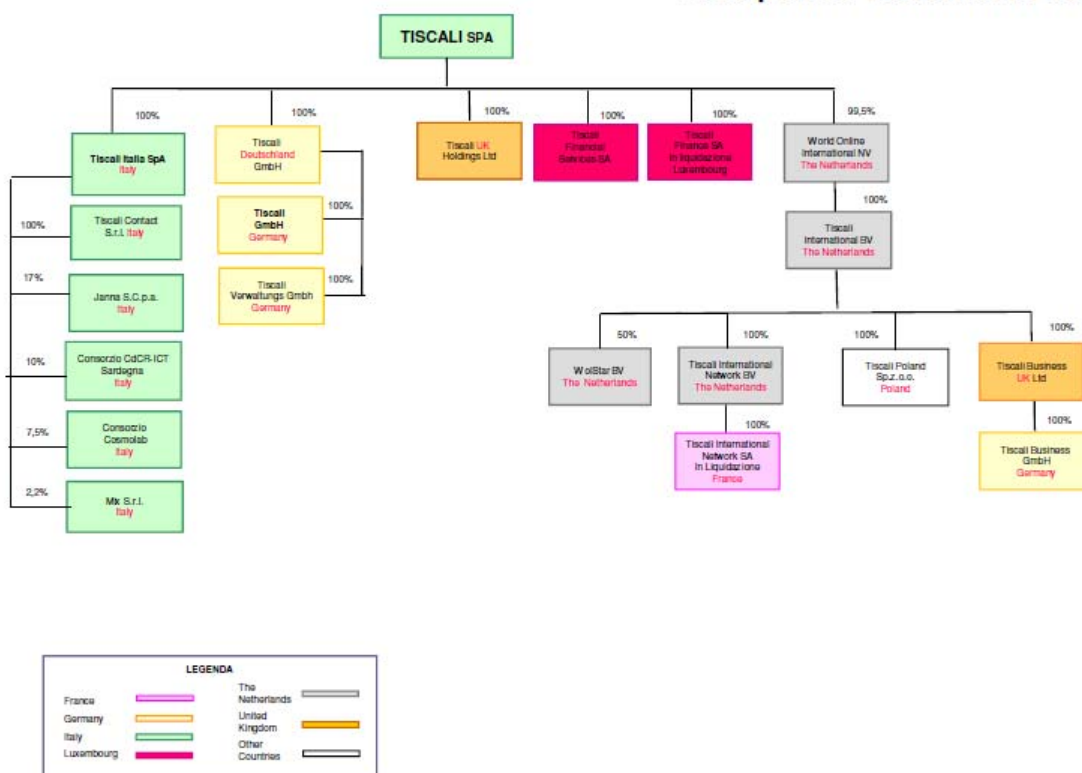 TISCALI SPA
100%
100%
100%
100%
100%
99,5%
Tiscali Italia SpA
Italy
Tiscali
Deutschland
GmbH
Tiscali UK
Holdings Ltd
Tiscali
Financial
Services SA
Tiscali
Finance SA
In liquidazione
Luxembourg
World Online
International NV
The Netherlands
100%
Tiscali Contact
S.r.l. Italy
100%
Tiscali
GmbH
Germany
100%
Tiscali
International BV
The Netherlands
17%
Janna S.C.p.a.
Italy
100%
Tiscali
Verwaltungs Gmbh
Germany
10%
Consorzio CdCR-ICT
Sardegna
Italy
50%
100%
100%
100%
WolStar BV
The Netherlands
Tiscali International
Network BV
The Netherlands
Tiscali Poland
Sp.z.o.o.
Poland
Tiscali Business
UK Ltd
7,5%
Consorzio
Cosmolab
Italy
100%
Tiscali International
Network SA
In Liquidazione
France
100%
Tiscali Business
GmbH
Germany
2,2%
Mix S.r.l.
Italy
LEGENDA
France
Germany
Italy
Luxembourg
The
Netherlands
United
Kingdom
Other
Countries